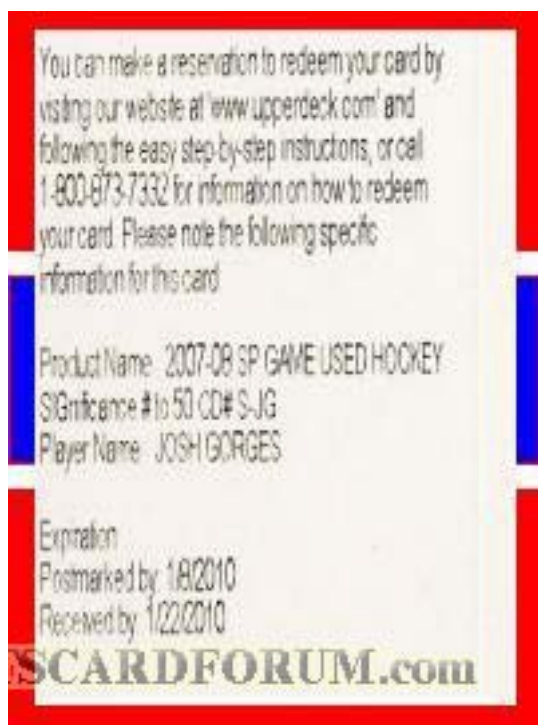 You can make a reservation to redeem your card by
visiting our website at 'www.upperdeck.com' and
following the easy step-by-step instructions, or call
1-800-873-7332 for information on how to redeem
your card. Please note the following specific
information for this card
Product Name 2007-08 SP GAME USED HOCKEY
SIGnificance # to 50 CD# S-JG
Player Name JOSH GORGES
Expiration
Postmarked by 1/8/2010
Received by 1/22/2010
SCARDFORUM.com